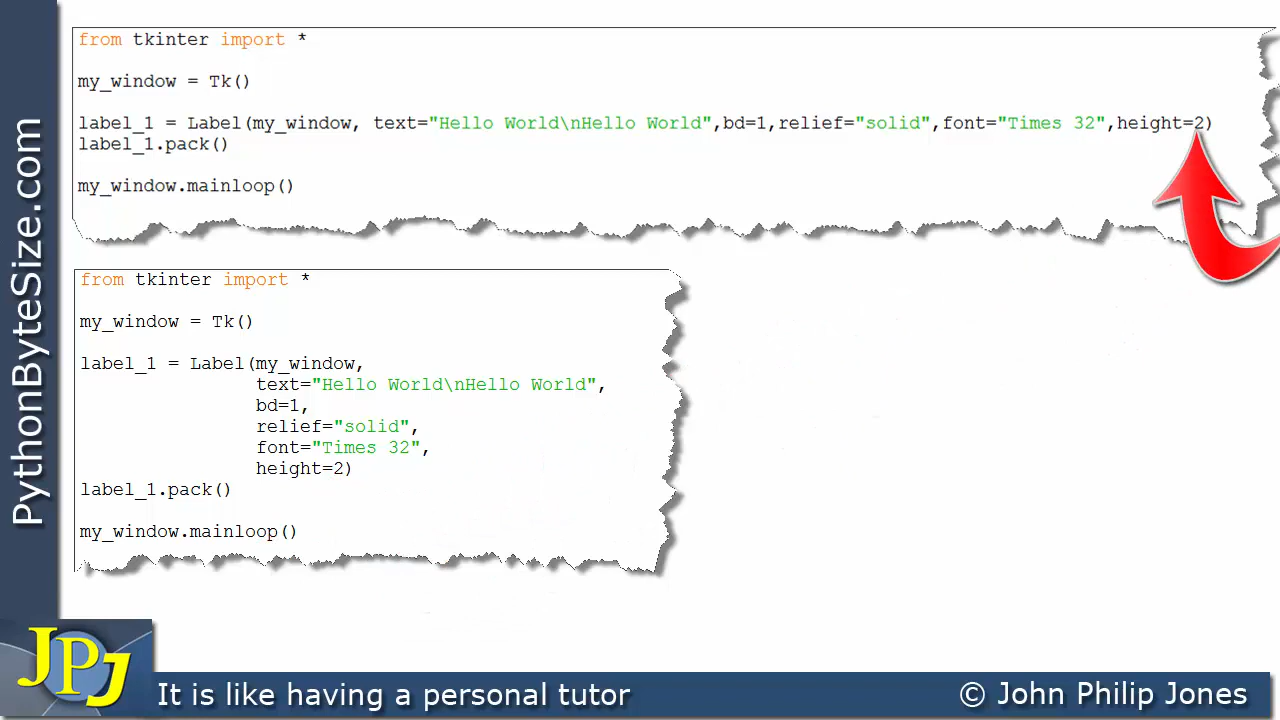 from tkinter import *
my_window = Tk()
label_1 = Label(my_window, text="Hello World\nHello World",bd=1,relief="solid",font="Times 32",height=2)
label_1.pack()
my_window.mainloop()
from tkinter import *
my_window = Tk()
label_1 = Label(my_window,
text="Hello World\nHello World",
bd=1,
relief="solid",
font="Times 32",
height=2)
label_1.pack()
my_window.mainloop()
PythonByteSize.com
JPJ
It is like having a personal tutor
© John Philip Jones